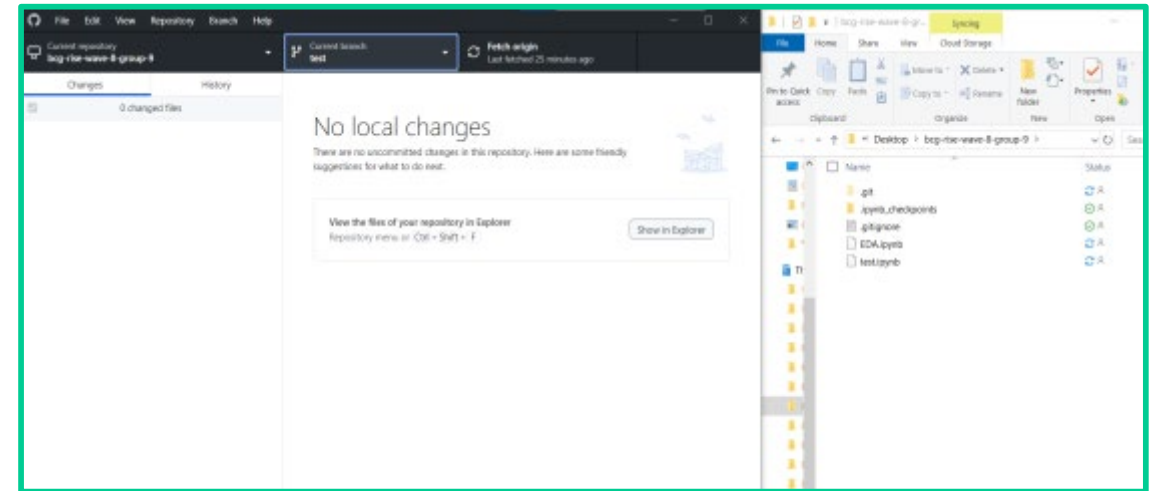 File Edit View Repository Branch Help
Current repository
bcg-rise-wave-8-group-9
Current branch
test
Fetch origin
Last fetched 25 minutes ago
Changes History
0 changed files
No local changes
There are no uncommitted changes in this repository. Here are some friendly
suggestions for what to do next.
View the files of your repository in Explorer
Repository menu or Ctrl + Shift + F
Show in Explorer
bcg-rise-wave-8-gr... Syncing
File Home Share View Cloud Storage
Pin to Quick access
Copy
Paste
Move to
Copy to
Delete
Rename
New folder
Properties
Clipboard Organize New Open
« Desktop > bcg-rise-wave-8-group-9 >
Name Status
.git
.ipynb_checkpoints
.gitignore
EDA.ipynb
test.ipynb